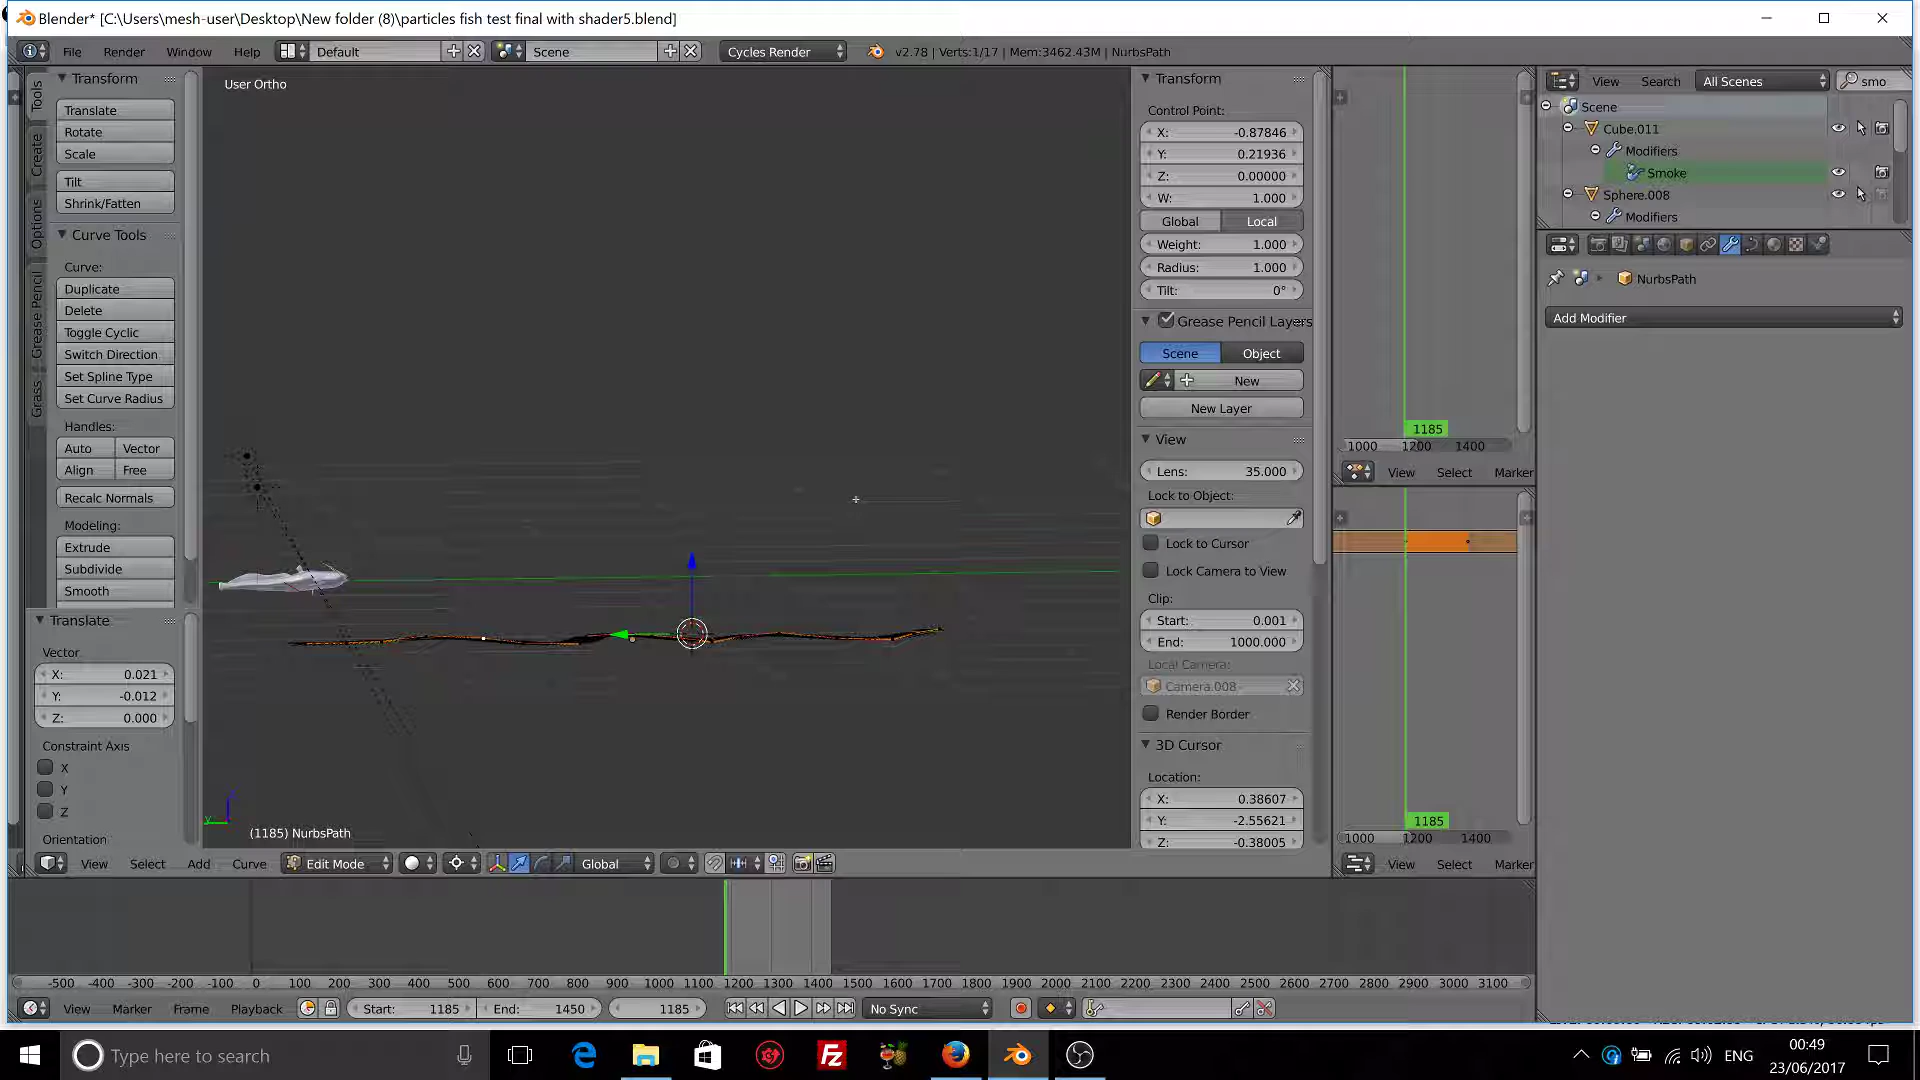 Blender* [C:\Users\mesh-user\Desktop\New folder (8)\particles fish test final with shader5.blend]
File Render Window Help Default Scene Cycles Render v2.78 | Verts:1/17 | Mem:3462.43M | NurbsPath
Tools
Create
Options
Grease Pencil
Grass
Transform
Translate
Rotate
Scale
Tilt
Shrink/Fatten
Curve Tools
Curve:
Duplicate
Delete
Toggle Cyclic
Switch Direction
Set Spline Type
Set Curve Radius
Handles:
Auto Vector
Align Free
Recalc Normals
Modeling:
Extrude
Subdivide
Smooth
Translate
Vector
X: 0.021
Y: -0.012
Z: 0.000
Constraint Axis
X
Y
Z
Orientation
User Ortho
(1185) NurbsPath
View Select Add Curve Edit Mode Global
Transform
Control Point:
X: -0.87846
Y: 0.21936
Z: 0.00000
W: 1.000
Global Local
Weight: 1.000
Radius: 1.000
Tilt: 0°
Grease Pencil Layers
Scene Object
New
New Layer
View
Lens: 35.000
Lock to Object:
Lock to Cursor
Lock Camera to View
Clip:
Start: 0.001
End: 1000.000
Local Camera:
Camera.008
Render Border
3D Cursor
Location:
X: 0.38607
Y: -2.55621
Z: -0.38005
1185
1000 1200 1400
View Select Marker
1185
1000 1200 1400
View Select Marker
View Search All Scenes smo
Scene
Cube.011
Modifiers
Smoke
Sphere.008
Modifiers
NurbsPath
Add Modifier
-500 -400 -300 -200 -100 0 100 200 300 400 500 600 700 800 900 1000 1100 1200 1300 1400 1500 1600 1700 1800 1900 2000 2100 2200 2300 2400 2500 2600 2700 2800 2900 3000 3100
View Marker Frame Playback Start: 1185 End: 1450 1185 No Sync
Type here to search
ENG
00:49
23/06/2017